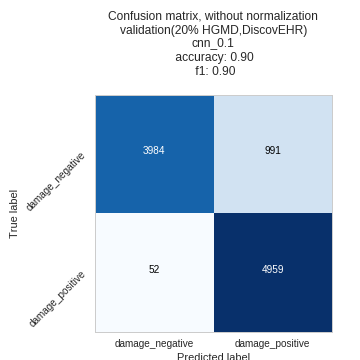 Confusion matrix, without normalization
validation(20% HGMD,DiscovEHR)
cnn_0.1
accuracy: 0.90
f1: 0.90
True label
damage_negative
3984
991
damage_positive
52
4959
damage_negative
damage_positive
Predicted label